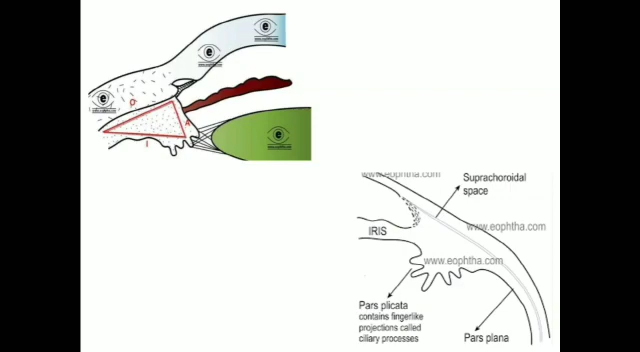 O
A
I
www.eophtha.com
Suprachoroidal
space
www.eophtha.com
IRIS
www.eophtha.com
Pars plicata
contains fingerlike
projections called
ciliary processes
Pars plana